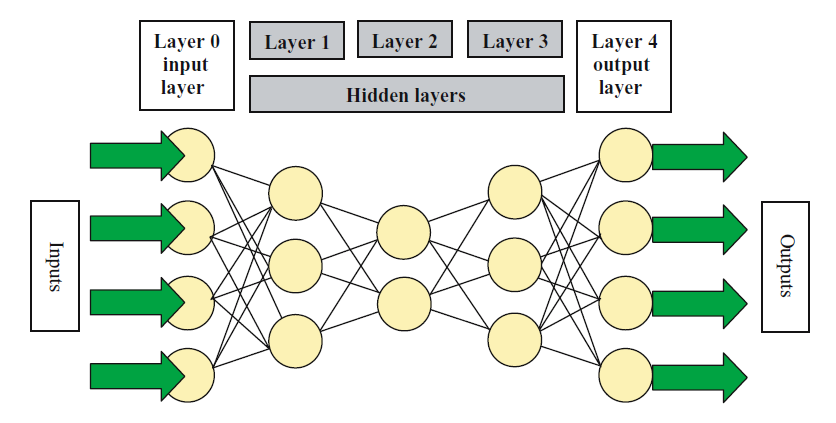 Layer 0
input
layer
Layer 1
Layer 2
Layer 3
Hidden layers
Layer 4
output
layer
Inputs
Outputs